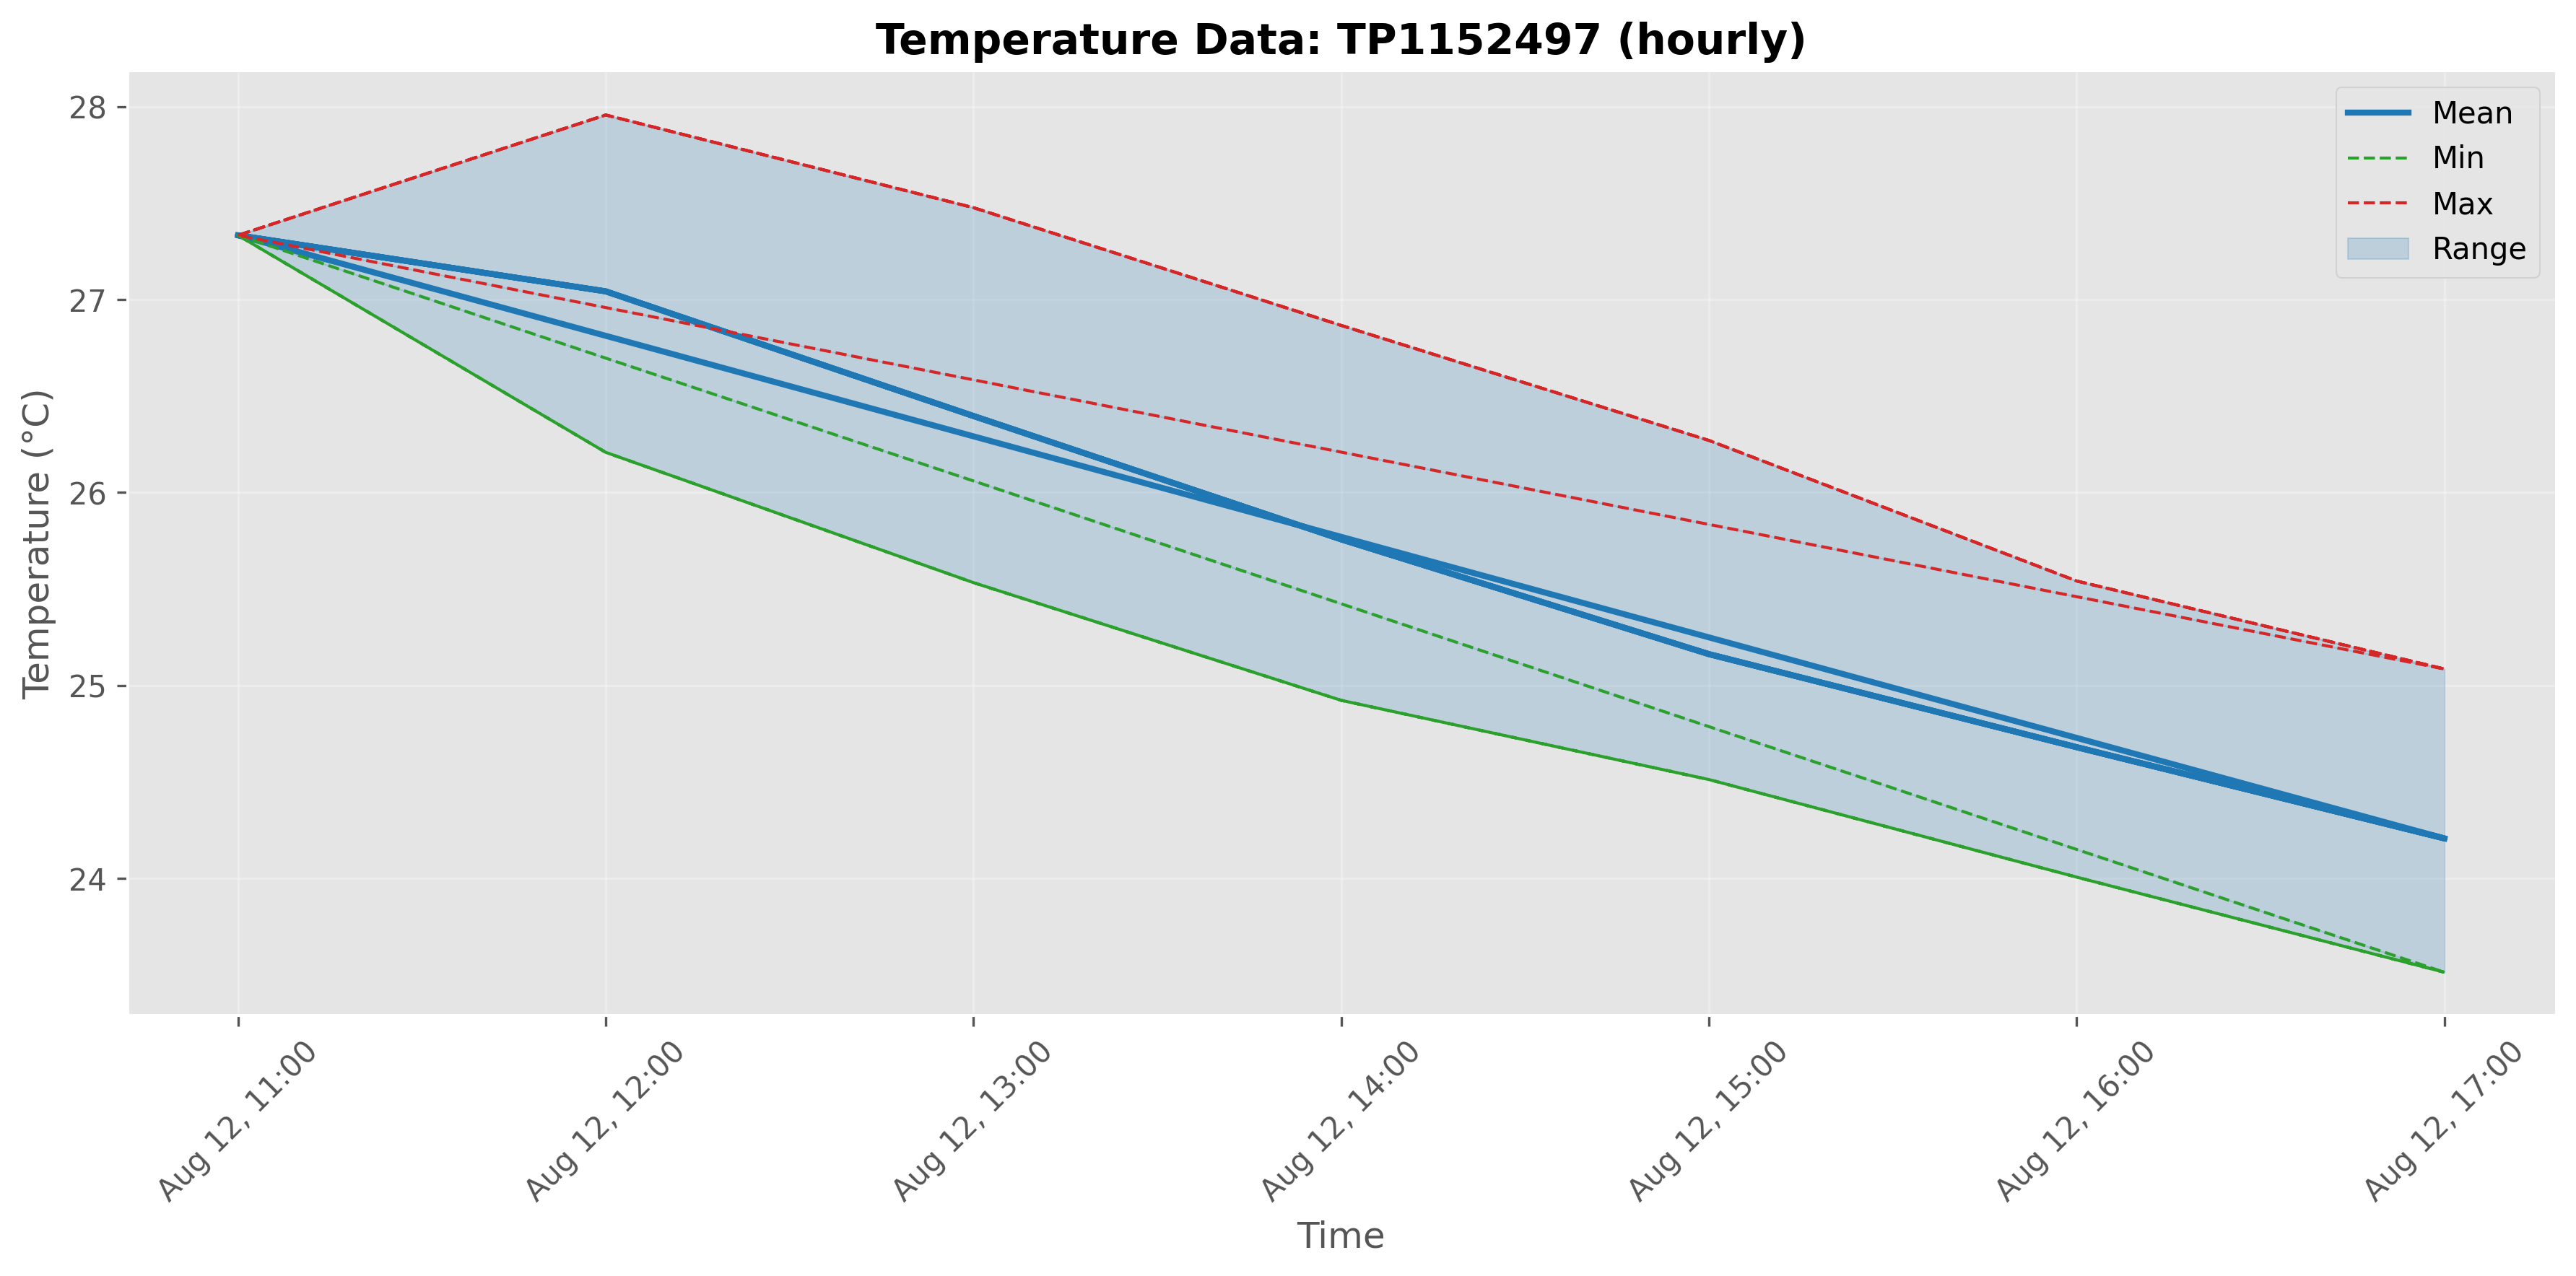 Temperature Data: TP1152497 (hourly)
Temperature (°C)
28
27
26
25
24
Mean
Min
Max
Range
Aug 12, 11:00
Aug 12, 12:00
Aug 12, 13:00
Aug 12, 14:00
Aug 12, 15:00
Aug 12, 16:00
Aug 12, 17:00
Time